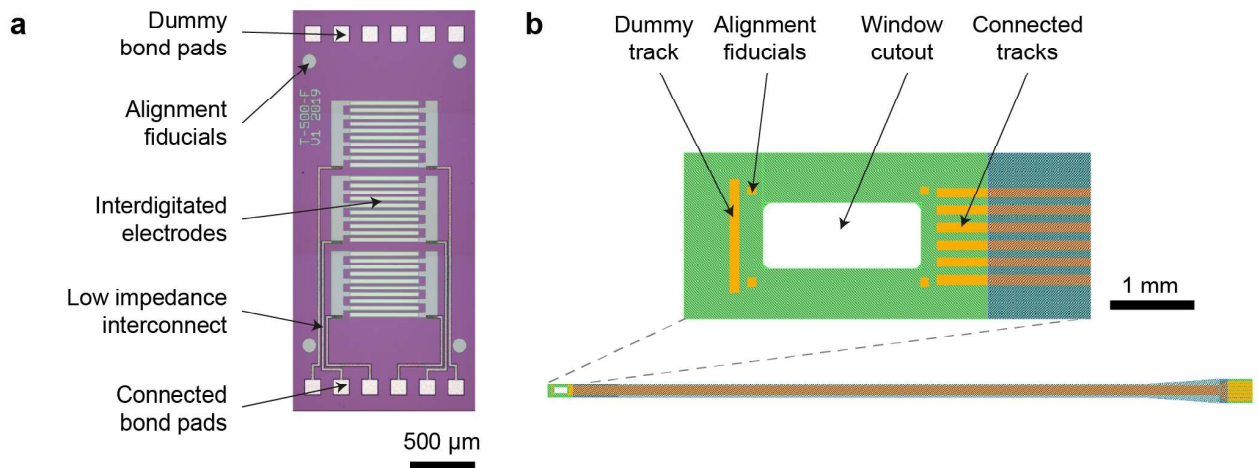 a
Dummy
bond pads
Alignment
fiducials
T-500-F
V1 2019
Interdigitated
electrodes
Low impedance
interconnect
Connected
bond pads
500 μm
b
Dummy
track
Alignment
fiducials
Window
cutout
Connected
tracks
1 mm